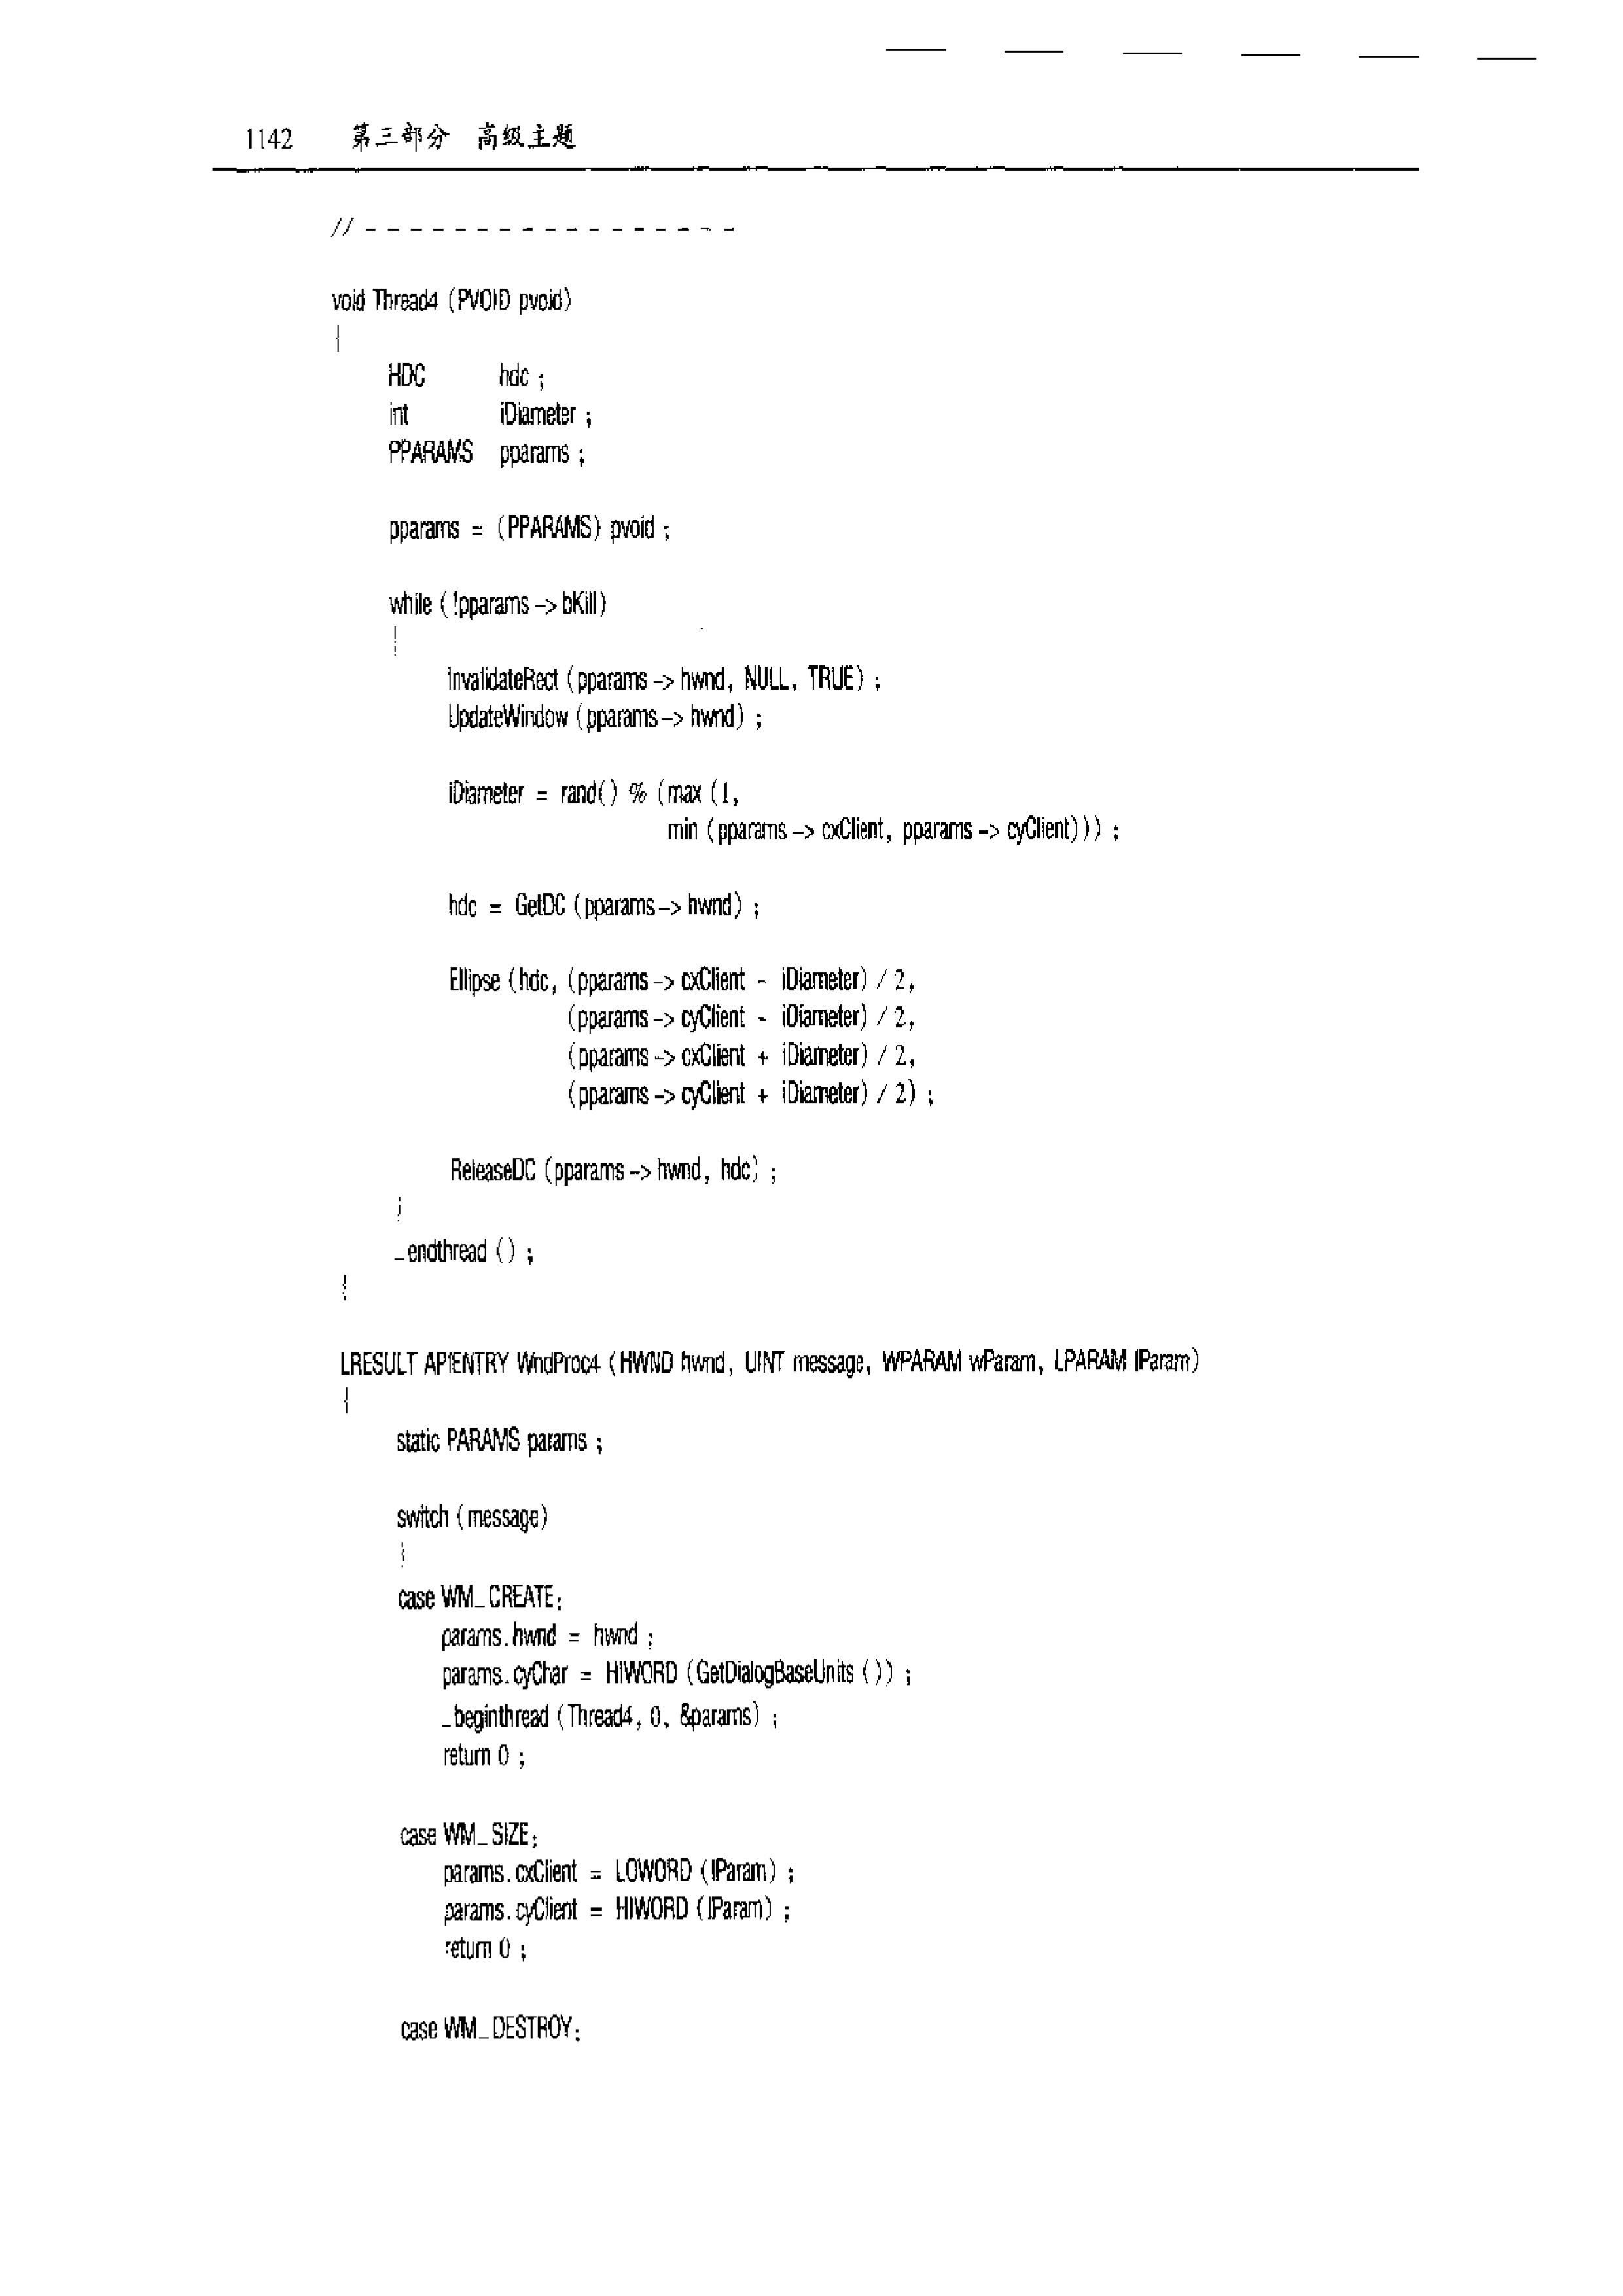 1142 第三部分 高级主题
// - - - - - - - - - - - - - - - - -
void Thread4 (PVOID pvoid)
{
HDC hdc ;
int iDiameter ;
PPARAMS pparams ;
pparams = (PPARAMS) pvoid ;
while (!pparams -> bKill)
{
InvalidateRect (pparams -> hwnd, NULL, TRUE) ;
UpdateWindow (pparams -> hwnd) ;
iDiameter = rand() % (max (1,
min (pparams -> cxClient, pparams -> cyClient))) ;
hdc = GetDC (pparams -> hwnd) ;
Ellipse (hdc, (pparams -> cxClient - iDiameter) / 2,
(pparams -> cyClient - iDiameter) / 2,
(pparams -> cxClient + iDiameter) / 2,
(pparams -> cyClient + iDiameter) / 2) ;
ReleaseDC (pparams -> hwnd, hdc) ;
}
_endthread () ;
}
LRESULT APIENTRY WndProc4 (HWND hwnd, UINT message, WPARAM wParam, LPARAM lParam)
{
static PARAMS params ;
switch (message)
{
case WM_CREATE:
params.hwnd = hwnd ;
params.cyChar = HIWORD (GetDialogBaseUnits ()) ;
_beginthread (Thread4, 0, &params) ;
return 0 ;
case WM_SIZE:
params.cxClient = LOWORD (lParam) ;
params.cyClient = HIWORD (lParam) ;
return 0 ;
case WM_DESTROY: